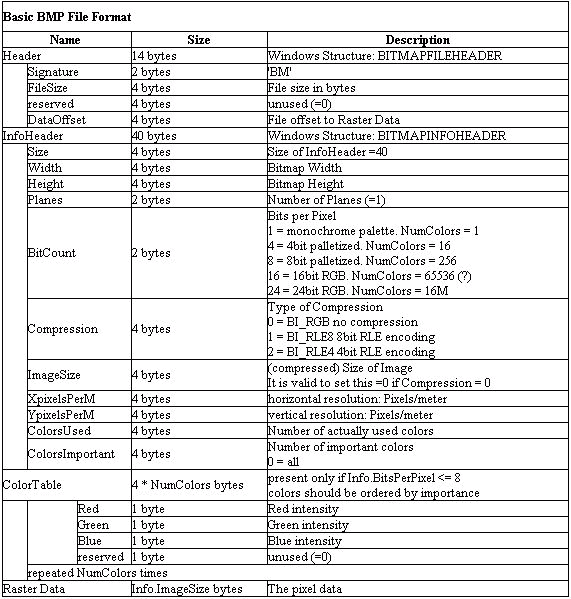 Basic BMP File Format
Name Size Description
Header 14 bytes Windows Structure: BITMAPFILEHEADER
Signature 2 bytes 'BM'
FileSize 4 bytes File size in bytes
reserved 4 bytes unused (=0)
DataOffset 4 bytes File offset to Raster Data
InfoHeader 40 bytes Windows Structure: BITMAPINFOHEADER
Size 4 bytes Size of InfoHeader =40
Width 4 bytes Bitmap Width
Height 4 bytes Bitmap Height
Planes 2 bytes Number of Planes (=1)
BitCount 2 bytes Bits per Pixel
1 = monochrome palette. NumColors = 1
4 = 4bit palletized. NumColors = 16
8 = 8bit palletized. NumColors = 256
16 = 16bit RGB. NumColors = 65536 (?)
24 = 24bit RGB. NumColors = 16M
Compression 4 bytes Type of Compression
0 = BI_RGB no compression
1 = BI_RLE8 8bit RLE encoding
2 = BI_RLE4 4bit RLE encoding
ImageSize 4 bytes (compressed) Size of Image
It is valid to set this =0 if Compression = 0
XpixelsPerM 4 bytes horizontal resolution: Pixels/meter
YpixelsPerM 4 bytes vertical resolution: Pixels/meter
ColorsUsed 4 bytes Number of actually used colors
ColorsImportant 4 bytes Number of important colors
0 = all
ColorTable 4 * NumColors bytes present only if Info.BitsPerPixel <= 8
colors should be ordered by importance
Red 1 byte Red intensity
Green 1 byte Green intensity
Blue 1 byte Blue intensity
reserved 1 byte unused (=0)
repeated NumColors times
Raster Data Info.ImageSize bytes The pixel data